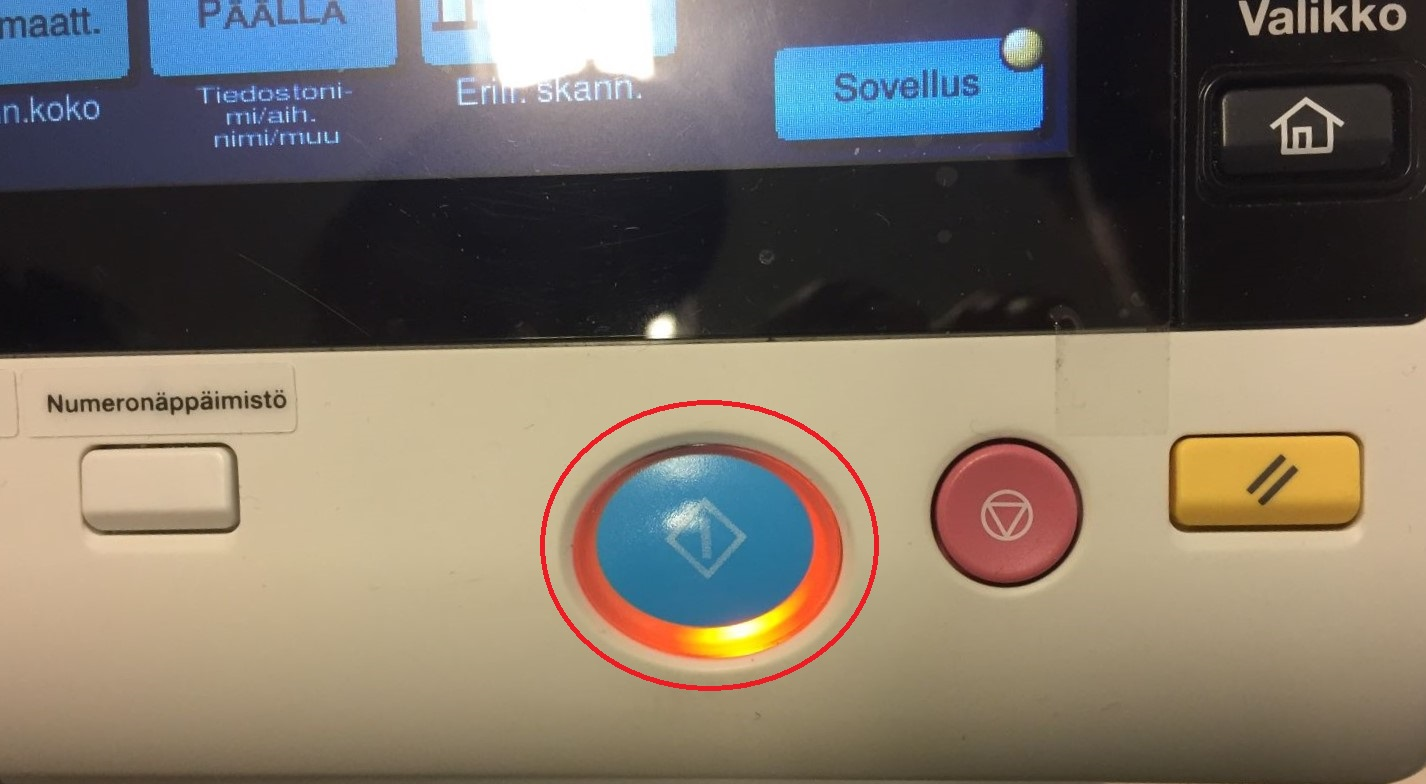 maatt.
PÄÄLLÄ
Valikko
n.koko
Tiedostoni-
mi/aih.
nimi/muu
Erill. skann.
Sovellus
Numeronäppäimistö